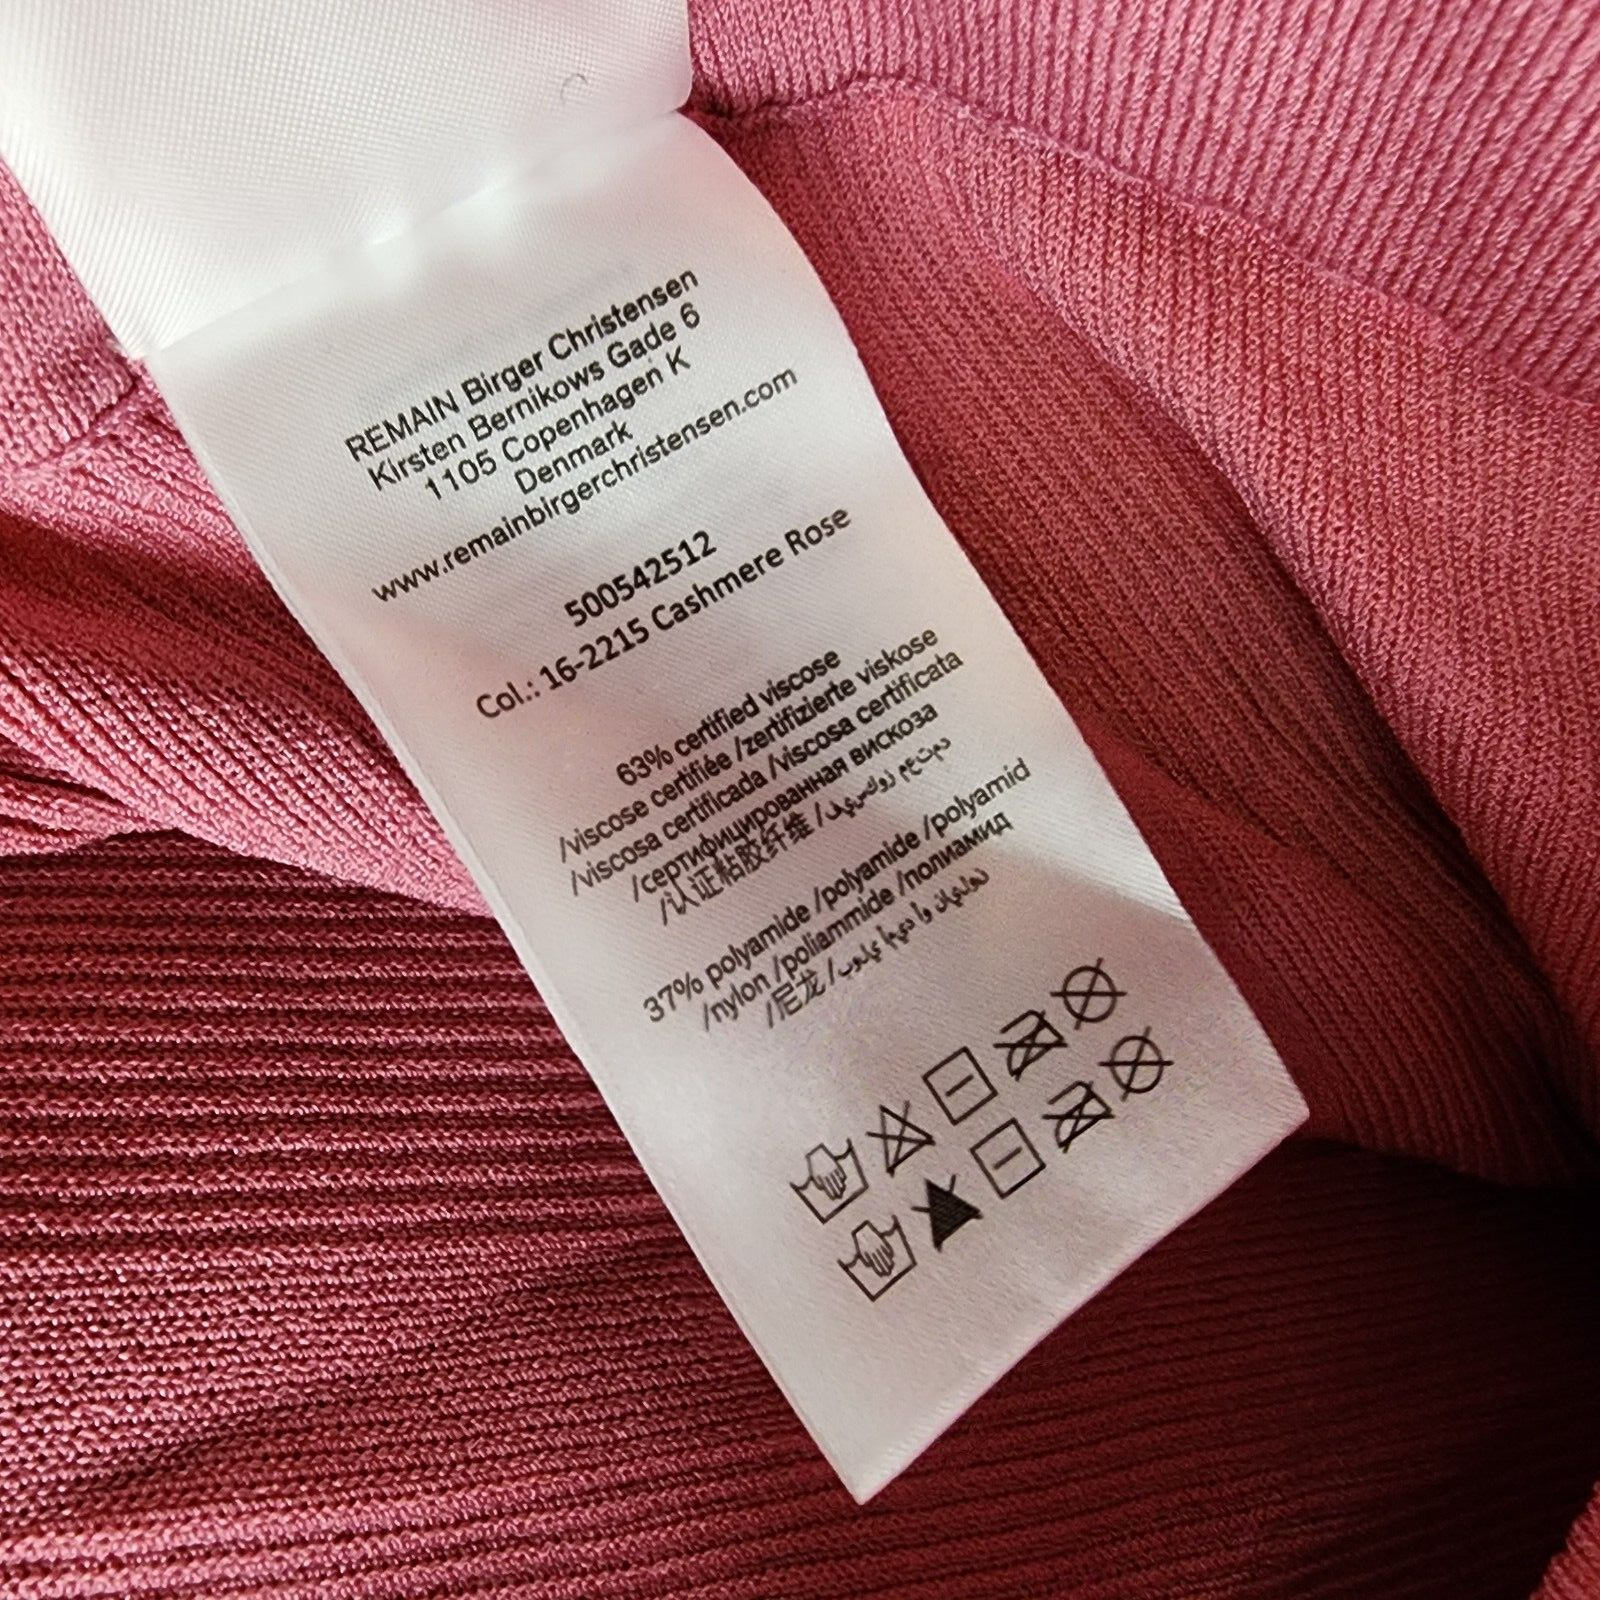 REMAIN Birger Christensen
Kirsten Bernikows Gade 6
1105 Copenhagen K
Denmark
www.remainbirgerchristensen.com
500542512
Col.: 16-2215 Cashmere Rose
63% certified viscose
/viscose certifiée /zertifizierte viskose
/viscosa certificada /viscosa certificata
/сертифицированная вискоза
/认证粘胶纤维 /
37% polyamide /polyamide /polyamid
/nylon /poliammide /полиамид
/尼龙 /